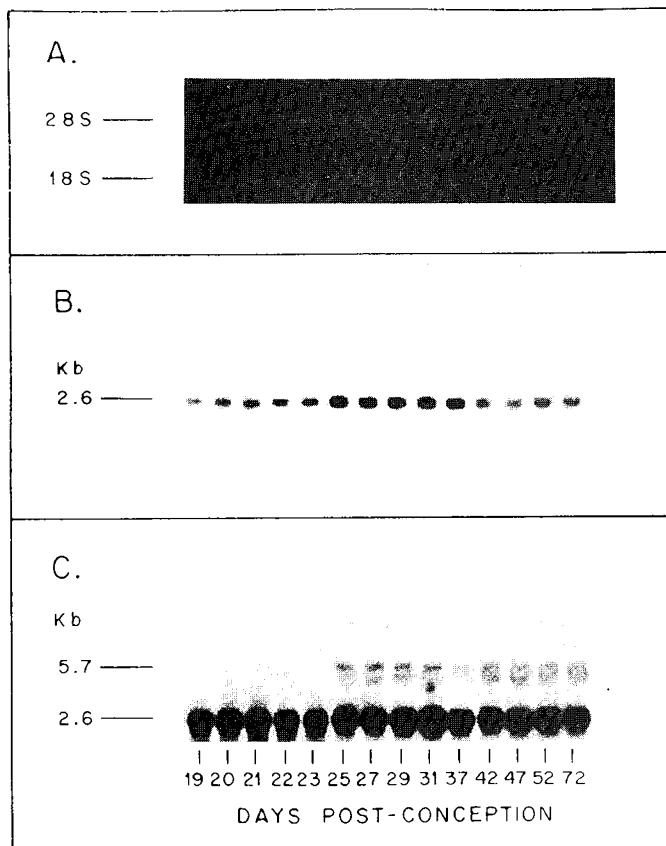 A.
28S
18S
B.
Kb
2.6
C.
Kb
5.7
2.6
19 20 21 22 23 25 27 29 31 37 42 47 52 72
DAYS POST-CONCEPTION